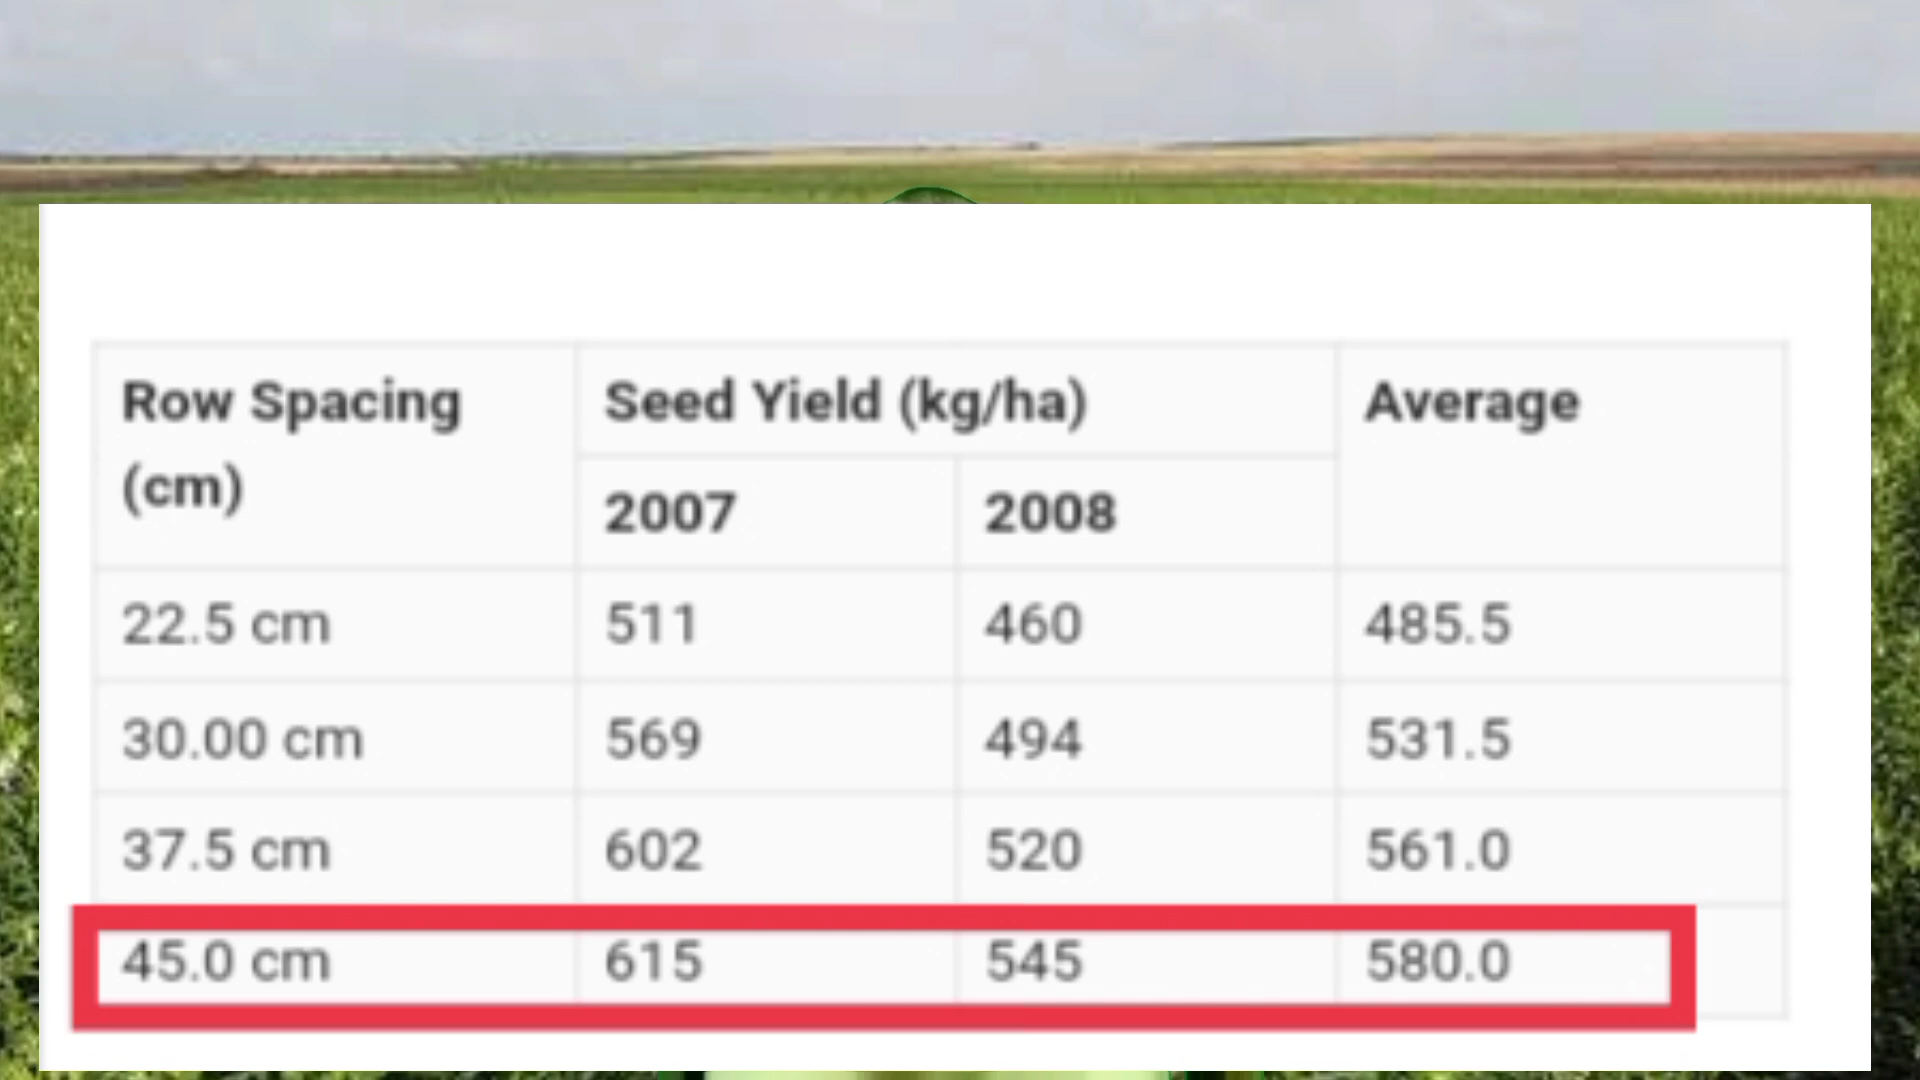 Row Spacing (cm) Seed Yield (kg/ha) Average
2007 2008
22.5 cm 511 460 485.5
30.00 cm 569 494 531.5
37.5 cm 602 520 561.0
45.0 cm 615 545 580.0